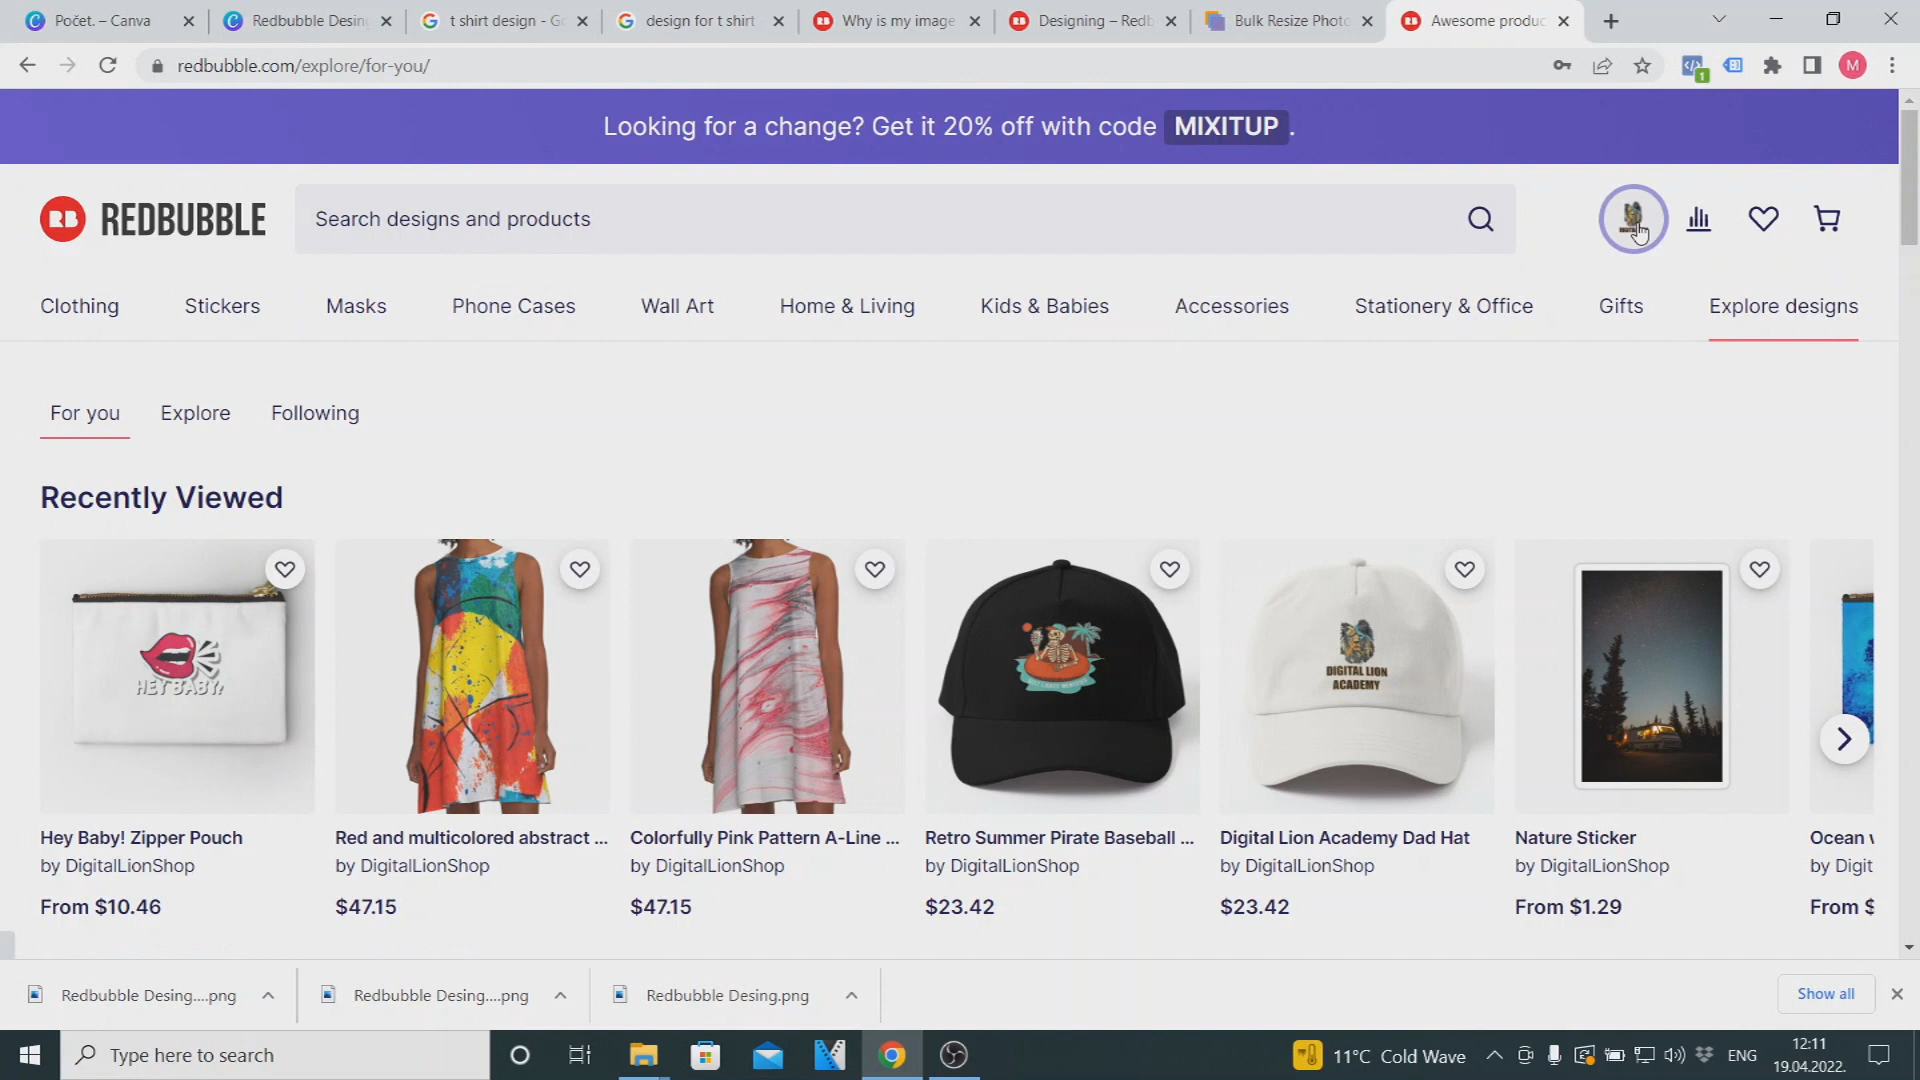 Počet. – Canva
Redbubble Desing
t shirt design - Go
design for t shirt
Why is my image
Designing – Redb
Bulk Resize Photo
Awesome produc
redbubble.com/explore/for-you/
1
M
Looking for a change? Get it 20% off with code MIXITUP .
RB REDBUBBLE
Search designs and products
Clothing
Stickers
Masks
Phone Cases
Wall Art
Home & Living
Kids & Babies
Accessories
Stationery & Office
Gifts
Explore designs
For you
Explore
Following
Recently Viewed
HEY BABY!
DIGITAL LION
ACADEMY
Hey Baby! Zipper Pouch
by DigitalLionShop
From $10.46
Red and multicolored abstract ...
by DigitalLionShop
$47.15
Colorfully Pink Pattern A-Line ...
by DigitalLionShop
$47.15
Retro Summer Pirate Baseball ...
by DigitalLionShop
$23.42
Digital Lion Academy Dad Hat
by DigitalLionShop
$23.42
Nature Sticker
by DigitalLionShop
From $1.29
Ocean
by Digit
From $
Redbubble Desing....png
Redbubble Desing....png
Redbubble Desing.png
Show all
Type here to search
11°C Cold Wave
ENG
12:11
19.04.2022.